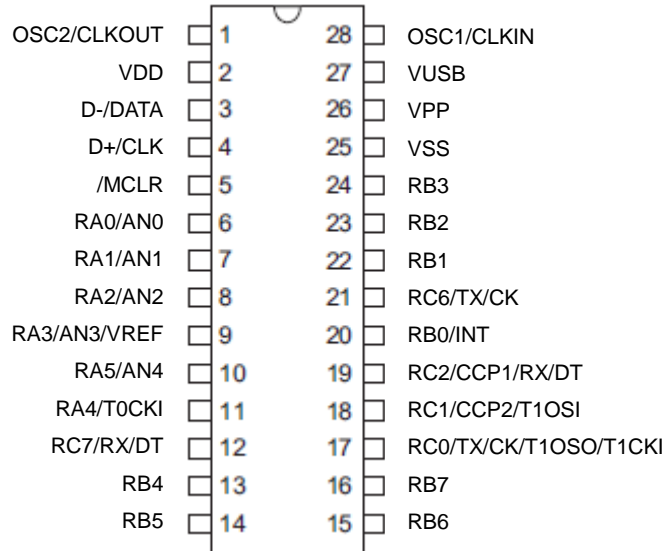 OSC2/CLKOUT 1 28 OSC1/CLKIN
VDD 2 27 VUSB
D-/DATA 3 26 VPP
D+/CLK 4 25 VSS
/MCLR 5 24 RB3
RA0/AN0 6 23 RB2
RA1/AN1 7 22 RB1
RA2/AN2 8 21 RC6/TX/CK
RA3/AN3/VREF 9 20 RB0/INT
RA5/AN4 10 19 RC2/CCP1/RX/DT
RA4/T0CKI 11 18 RC1/CCP2/T1OSI
RC7/RX/DT 12 17 RC0/TX/CK/T1OSO/T1CKI
RB4 13 16 RB7
RB5 14 15 RB6